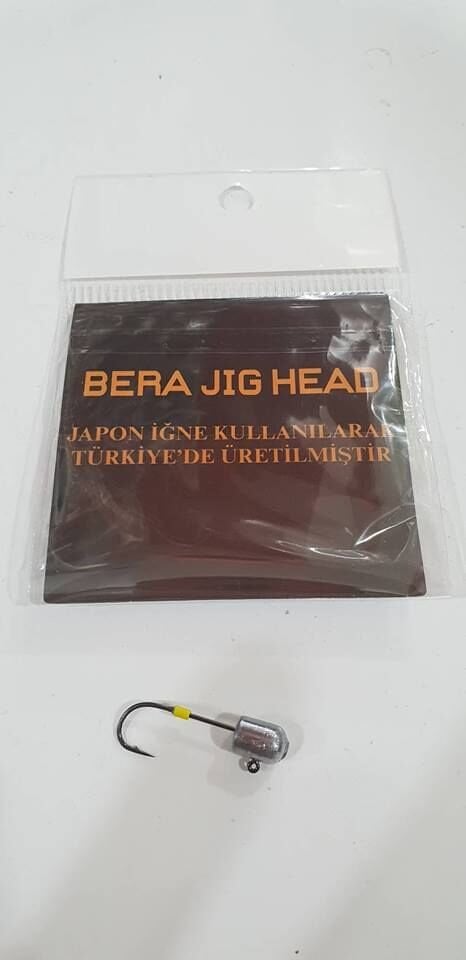 BERA JIG HEAD
JAPON İĞNE KULLANILARAK
TÜRKİYE'DE ÜRETİLMİŞTİR